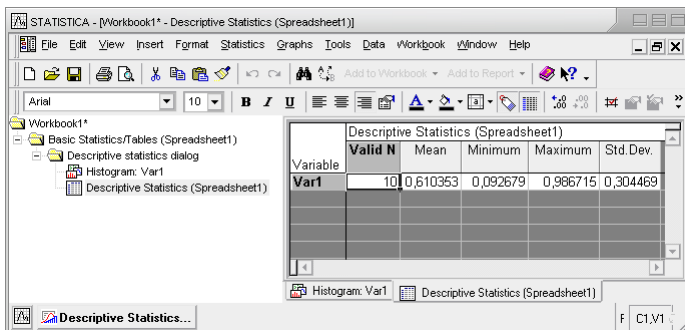 STATISTICA - [Workbook1* - Descriptive Statistics (Spreadsheet1)]
File Edit View Insert Format Statistics Graphs Tools Data Workbook Window Help
Add to Workbook Add to Report
Arial 10 B I U
Workbook1*
Basic Statistics/Tables (Spreadsheet1)
Descriptive statistics dialog
Histogram: Var1
Descriptive Statistics (Spreadsheet1)
Descriptive Statistics (Spreadsheet1)
Variable Valid N Mean Minimum Maximum Std.Dev.
Var1 10 0,610353 0,092679 0,986715 0,304469
Histogram: Var1 Descriptive Statistics (Spreadsheet1)
Descriptive Statistics... F C1,V1